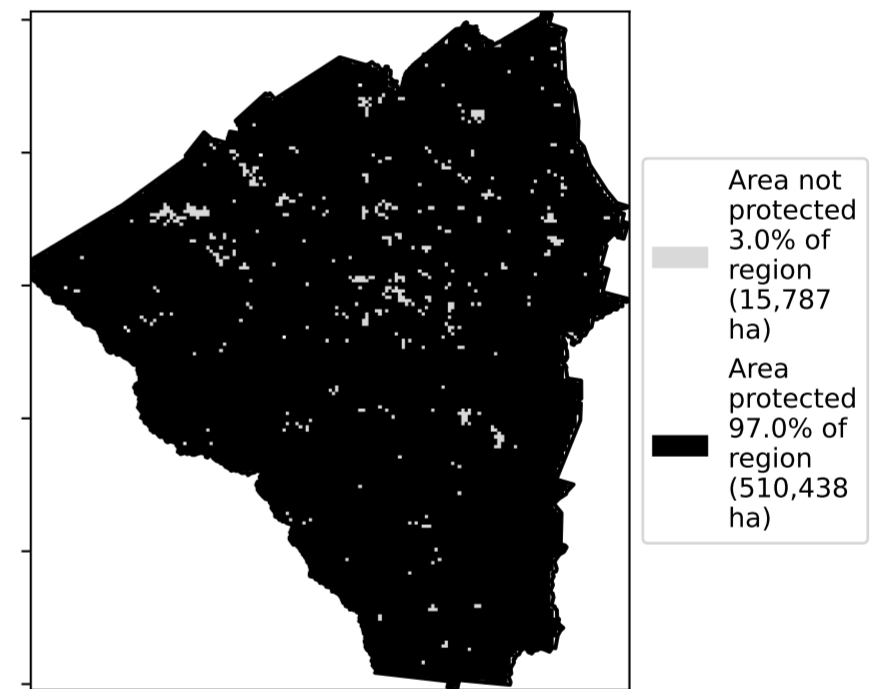 Area not
protected
3.0% of
region
(15,787
ha)
Area
protected
97.0% of
region
(510,438
ha)